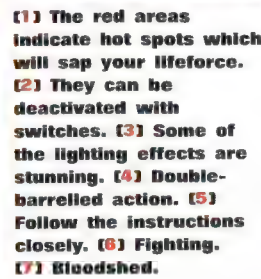 [1] The red areas
indicate hot spots which
will sap your lifeforce.
[2] They can be
deactivated with
switches. [3] Some of
the lighting effects are
stunning. [4] Double-
barrelled action. [5]
Follow the instructions
closely. [6] Fighting.
[7] Bloodshed.